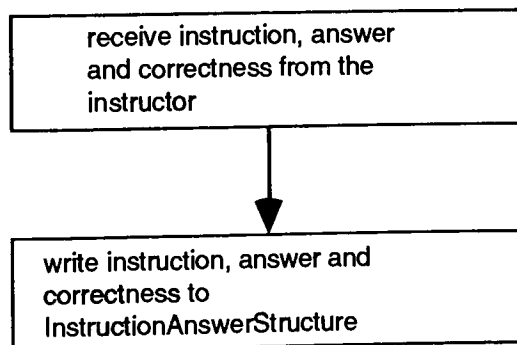 receive instruction, answer
and correctness from the
instructor
write instruction, answer and
correctness to
InstructionAnswerStructure